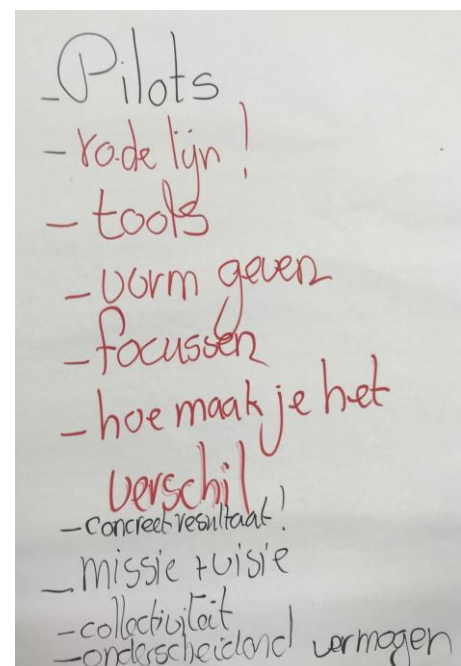 - Pilots
- rode lijn!
- tools
- vorm geven
- focussen
- hoe maak je het
verschil
- concreet resultaat!
- missie + visie
- collectiviteit
- onderscheidend vermogen